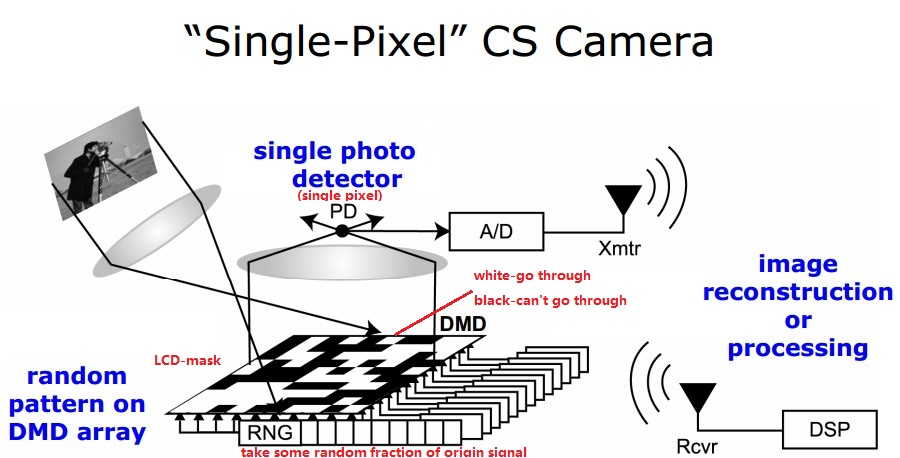 “Single-Pixel” CS Camera
single photo
detector
(single pixel)
PD
A/D
Xmtr
white-go through
black-can't go through
DMD
LCD-mask
image
reconstruction
or
processing
random
pattern on
DMD array
RNG
take some random fraction of origin signal
Rcvr
DSP